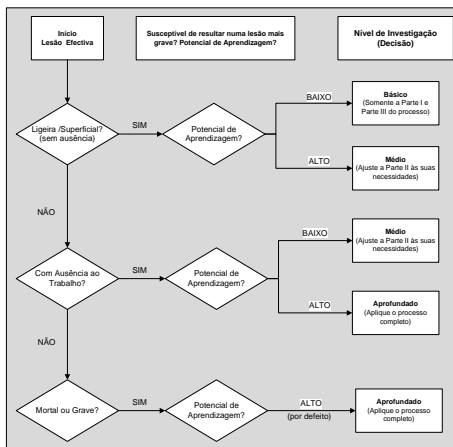 Início
Lesão Efectiva
Susceptível de resultar numa lesão mais
grave? Potencial de Aprendizagem?
Nível de Investigação
(Decisão)
Ligeira /Superficial?
(sem ausência)
SIM
Potencial de
Aprendizagem?
BAIXO
Básico
(Somente a Parte I e
Parte III do processo)
ALTO
Médio
(Ajuste a Parte II às suas
necessidades)
NÃO
Com Ausência ao
Trabalho?
SIM
Potencial de
Aprendizagem?
BAIXO
Médio
(Ajuste a Parte II às suas
necessidades)
ALTO
Aprofundado
(Aplique o processo
completo)
NÃO
Mortal ou Grave?
SIM
Potencial de
Aprendizagem?
ALTO
(por defeito)
Aprofundado
(Aplique o processo
completo)